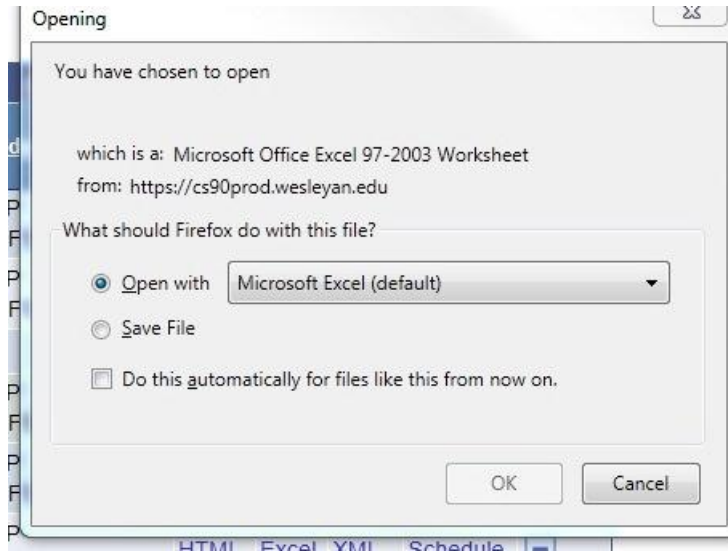 Opening
You have chosen to open
d
which is a: Microsoft Office Excel 97-2003 Worksheet
from: https://cs90prod.wesleyan.edu
P
F What should Firefox do with this file?
P
Open with Microsoft Excel (default)
F
Save File
P
Do this automatically for files like this from now on.
F
P
F
OK Cancel
P
HTML Excel XML Schedule